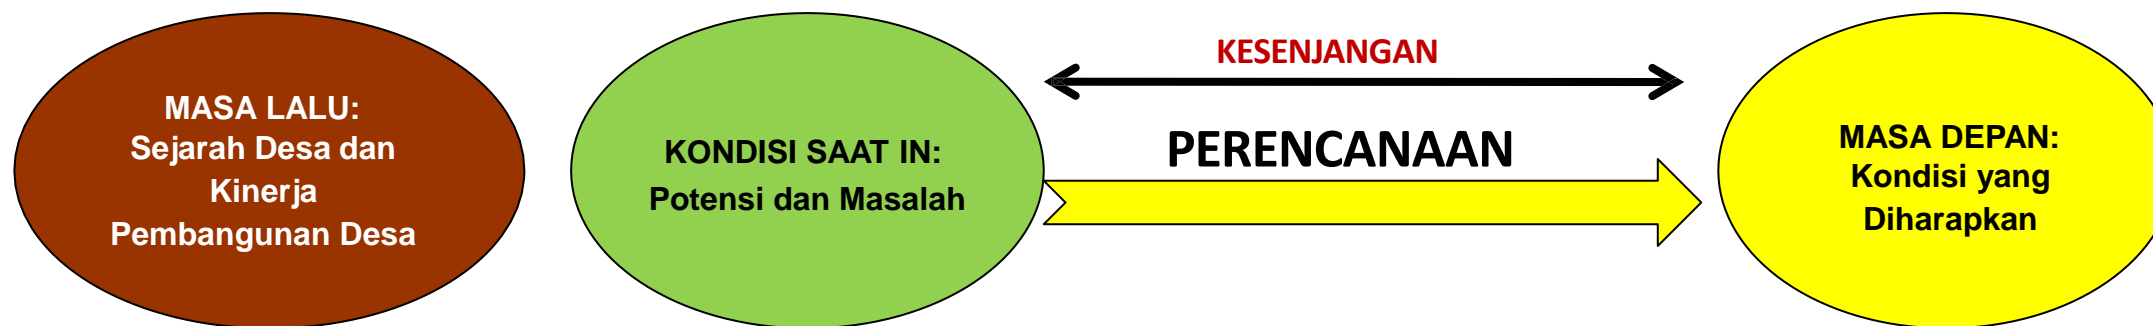 MASA LALU:
Sejarah Desa dan
Kinerja
Pembangunan Desa
KONDISI SAAT IN:
Potensi dan Masalah
KESENJANGAN
PERENCANAAN
MASA DEPAN:
Kondisi yang
Diharapkan